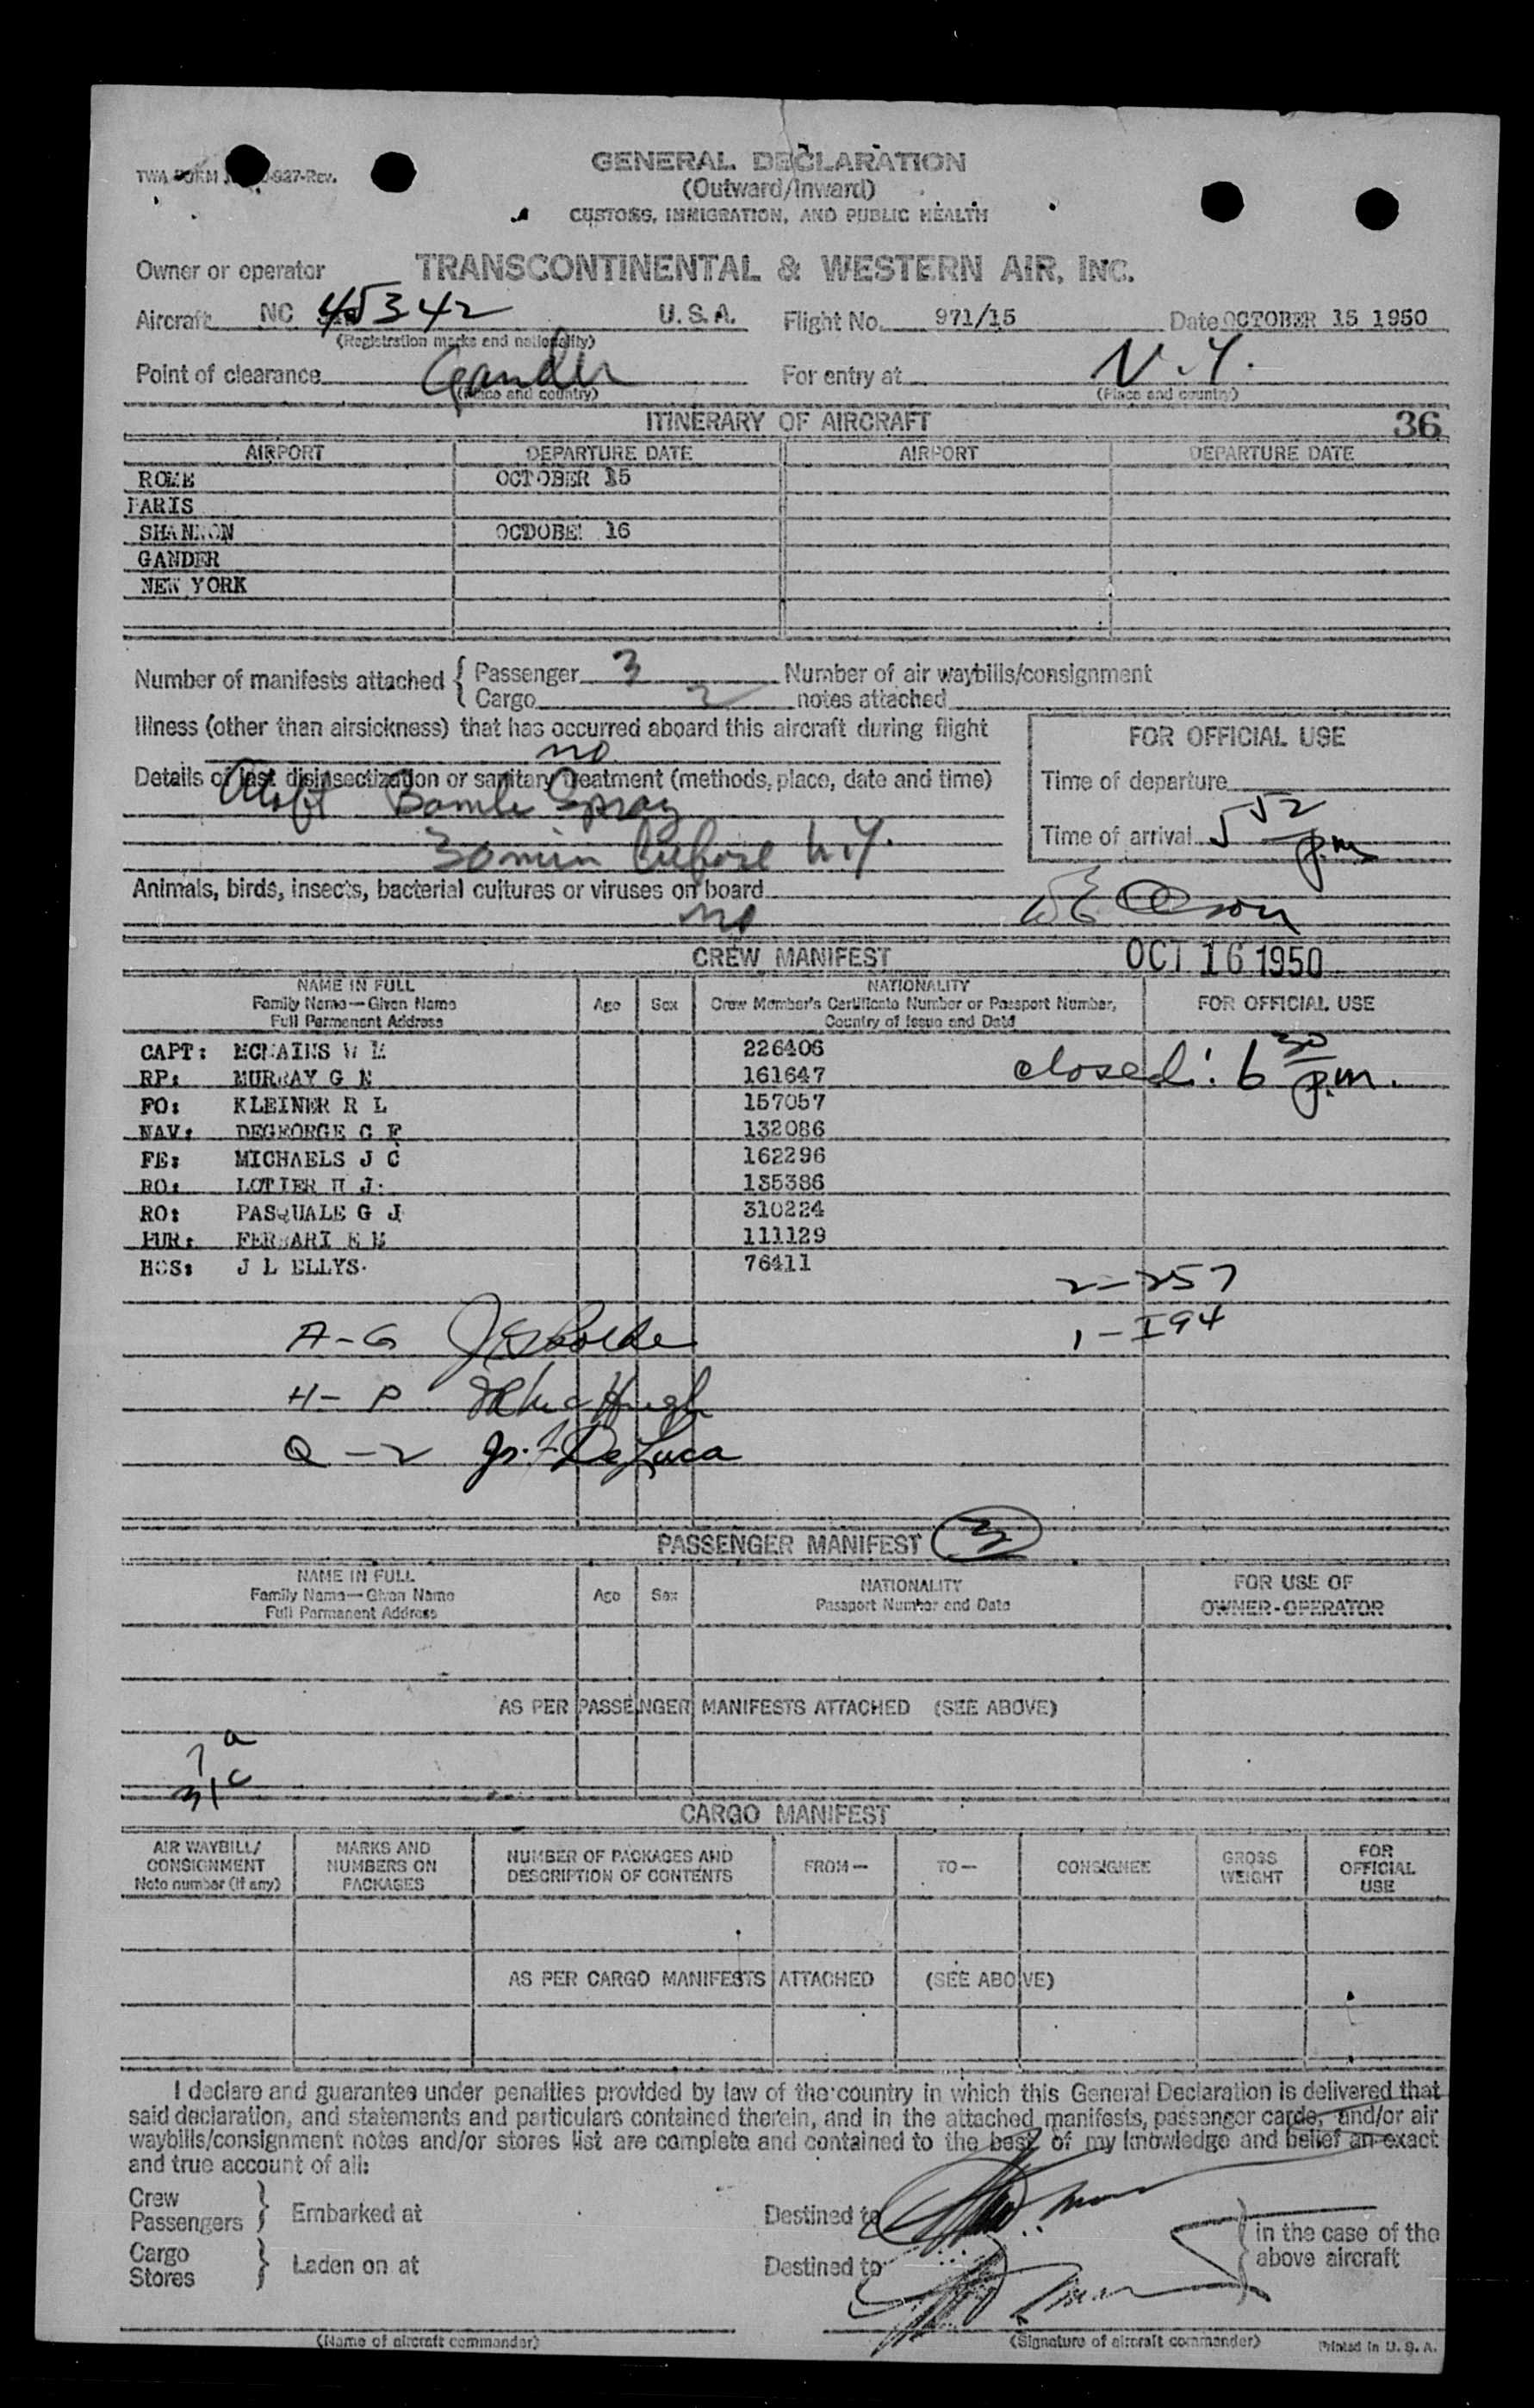 TWA FORM -927-Rev.
GENERAL DECLARATION
(Outward/Inward)
CUSTOMS, IMMIGRATION, AND PUBLIC HEALTH
Owner or operator TRANSCONTINENTAL & WESTERN AIR, INC.
Aircraft NC 45342 U.S.A. Flight No. 971/15 Date OCTOBER 15 1950
(Registration marks and nationality)
Point of clearance Gander For entry at N.Y.
(Place and country) (Place and country)
ITINERARY OF AIRCRAFT 36
AIRPORT DEPARTURE DATE AIRPORT DEPARTURE DATE
ROME OCTOBER 15
PARIS
SHANNON OCDOBE 16
GANDER
NEW YORK
Number of manifests attached { Passenger 3 Number of air waybills/consignment
Cargo 2 notes attached
Illness (other than airsickness) that has occurred aboard this aircraft during flight
no
FOR OFFICIAL USE
Details of last disinsectization or sanitary treatment (methods, place, date and time)
Time of departure
Aloft Bomb Spray
30 min before N.Y.
Time of arrival 5 52 p.m.
Animals, birds, insects, bacterial cultures or viruses on board
no
CREW MANIFEST OCT 16 1950
NAME IN FULL NATIONALITY
Family Name—Given Name Age Sex Crew Member's Certificate Number or Passport Number, FOR OFFICIAL USE
Full Permanent Address Country of Issue and Date
CAPT: MCMAINS W M 226406
closed: 6 30 p.m.
RP: MURRAY G N 161647
FO: KLEINER R L 157057
NAV: DEGEORGE C F 132086
FE: MICHAELS J C 162296
RO: LOTIER H J 135386
RO: PASQUALE G J 310224
PUR: FERRARI E M 111129
HOS: J L ELLYS 76411
2-257
1-I94
A-G
H-P
Q-Z De Luca
PASSENGER MANIFEST 3
NAME IN FULL NATIONALITY FOR USE OF
Family Name—Given Name Age Sex Passport Number and Date OWNER-OPERATOR
Full Permanent Address
AS PER PASSENGER MANIFESTS ATTACHED (SEE ABOVE)
7 a
31 c
CARGO MANIFEST
AIR WAYBILL/ MARKS AND NUMBER OF PACKAGES AND FROM— TO— CONSIGNEE GROSS FOR
CONSIGNMENT NUMBERS ON DESCRIPTION OF CONTENTS WEIGHT OFFICIAL
Note number (if any) PACKAGES USE
AS PER CARGO MANIFESTS ATTACHED (SEE ABOVE)
I declare and guarantee under penalties provided by law of the country in which this General Declaration is delivered that
said declaration, and statements and particulars contained therein, and in the attached manifests, passenger cards, and/or air
waybills/consignment notes and/or stores list are complete and contained to the best of my knowledge and belief an exact
and true account of all:
Crew
Passengers } Embarked at Destined to
in the case of the
above aircraft
Cargo
Stores } Laden on at Destined to
(Name of aircraft commander) (Signature of aircraft commander) Printed in U. S. A.